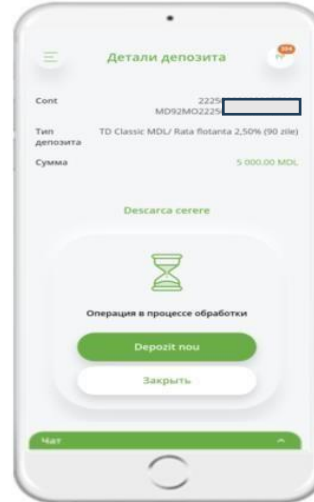 Детали депозита
Cont 2225
MD92MO2225
Тип депозита TD Classic MDL/ Rata flotanta 2,50% (90 zile)
Сумма 5 000.00 MDL
Descarca cerere
Операция в процессе обработки
Depozit nou
Закрыть
Чат